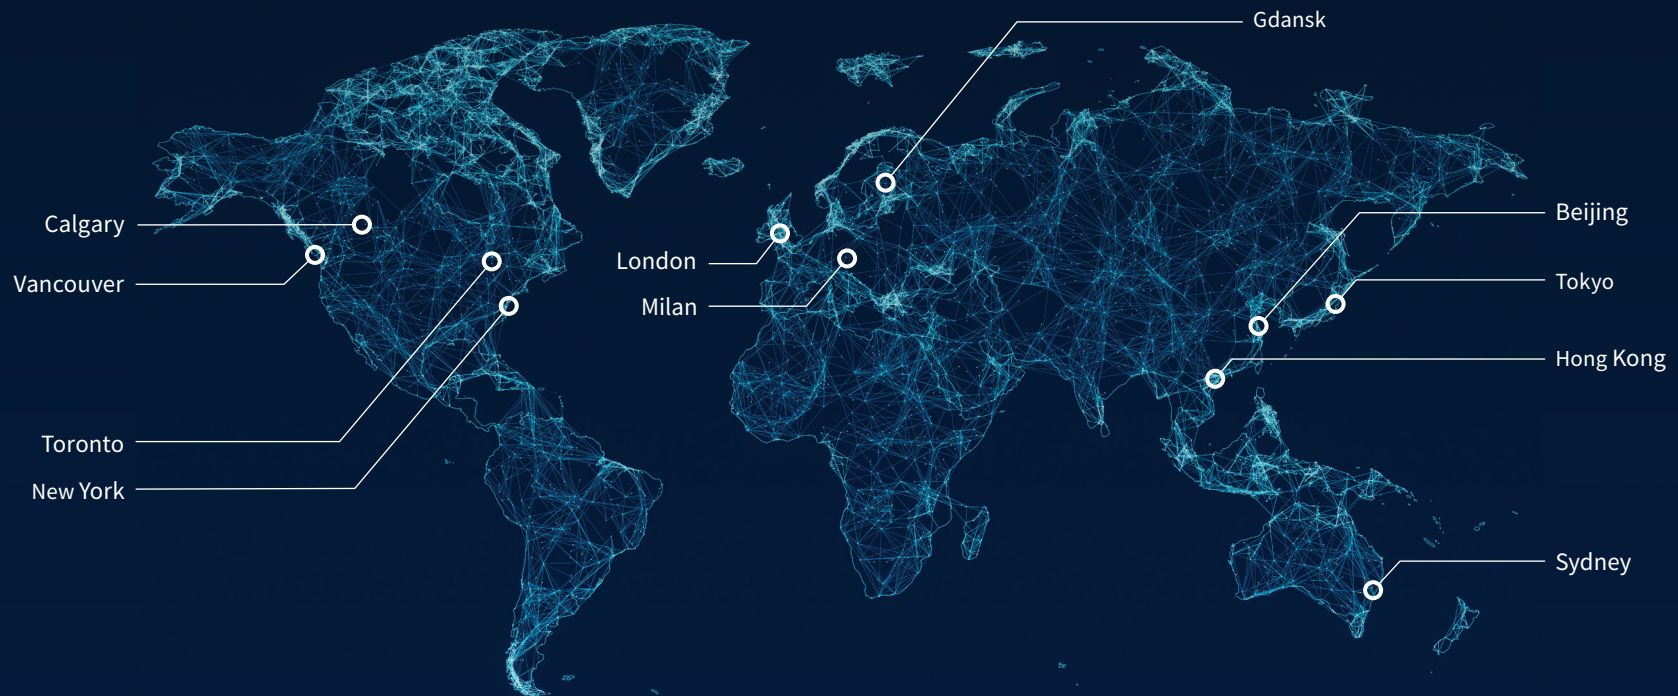 Gdansk
Calgary
Beijing
London
Vancouver
Tokyo
Milan
Hong Kong
Toronto
New York
Sydney